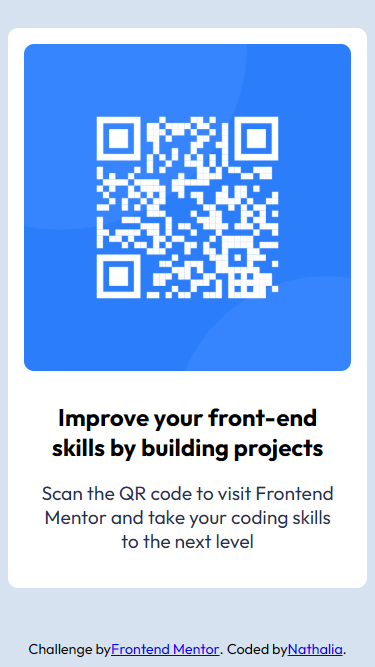 Improve your front-end
skills by building projects
Scan the QR code to visit Frontend
Mentor and take your coding skills
to the next level
Challenge byFrontend Mentor. Coded byNathalia.